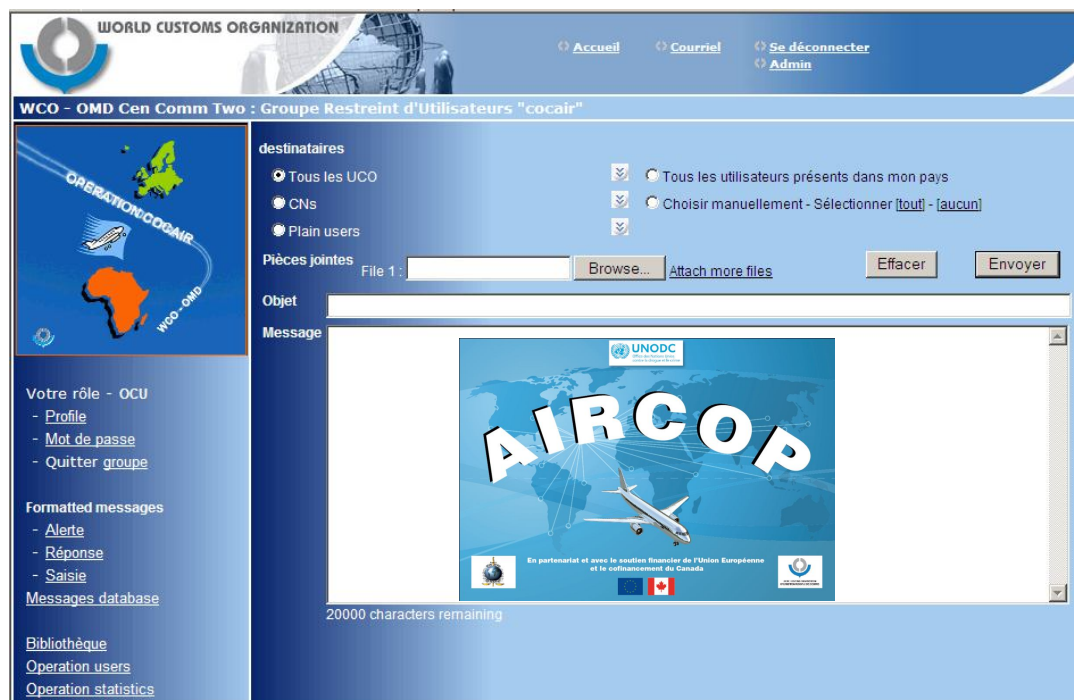 WORLD CUSTOMS ORGANIZATION
Accueil
Courriel
Se déconnecter
Admin
WCO - OMD Cen Comm Two : Groupe Restreint d'Utilisateurs "cocair"
OPERATION COCAIR
WCO - OMD
destinataires
Tous les UCO
Tous les utilisateurs présents dans mon pays
CNs
Choisir manuellement - Sélectionner [tout] - [aucun]
Plain users
Pièces jointes
File 1 :
Browse...
Attach more files
Effacer
Envoyer
Objet
Message
UNODC
AIRCOP
En partenariat et avec le soutien financier de l'Union Européenne
et le cofinancement du Canada
20000 characters remaining
Votre rôle - OCU
- Profile
- Mot de passe
- Quitter groupe
Formatted messages
- Alerte
- Réponse
- Saisie
Messages database
Bibliothèque
Operation users
Operation statistics